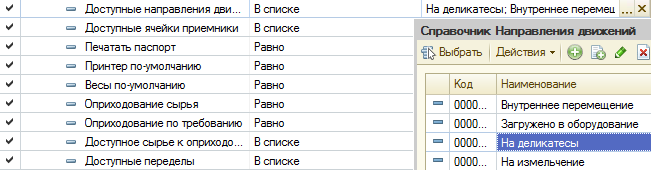 Доступные направления дви... В списке На деликатесы; Внутреннее перемещ ... ×
Доступные ячейки приемники В списке
Печатать паспорт Равно
Принтер по-умолчанию Равно
Весы по-умолчанию Равно
Оприходование сырья Равно
Оприходование по требованию Равно
Доступное сырье к оприходо... В списке
Доступные переделы В списке
Справочник Направления движений
Выбрать Действия
Код Наименование
0000... Внутреннее перемещение
0000... Загружено в оборудование
0000... На деликатесы
0000... На измельчение